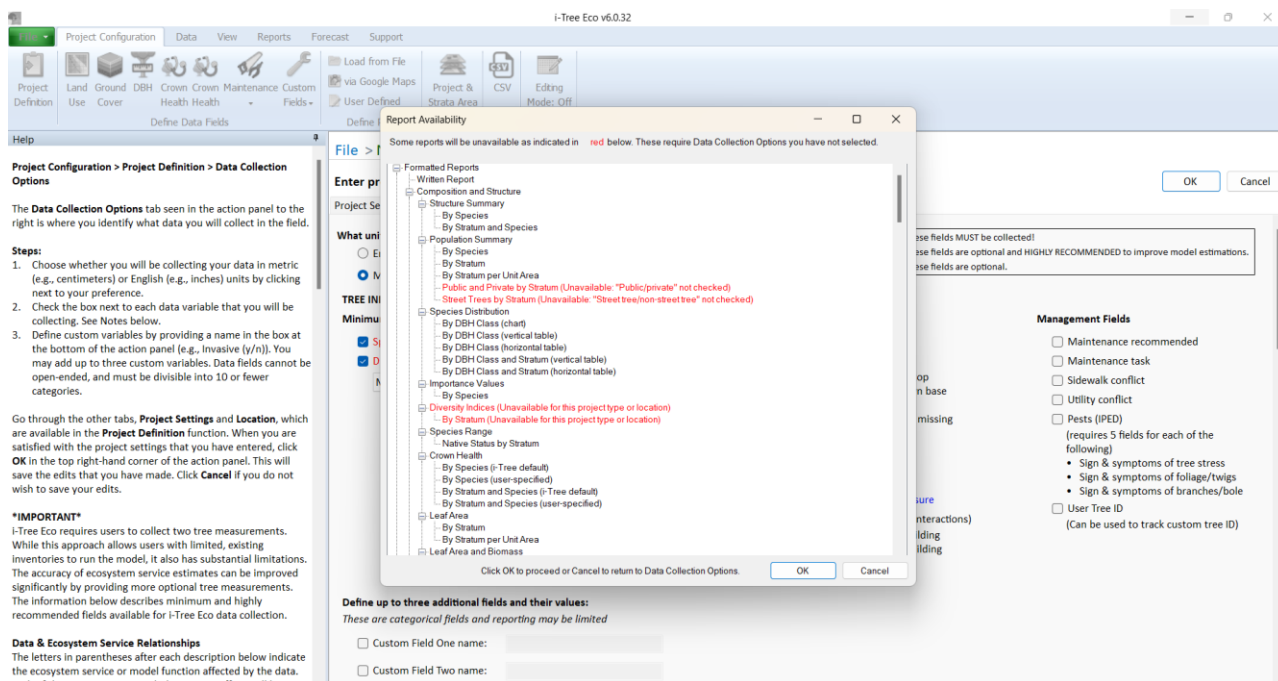 i-Tree Eco v6.0.32
Project Configuration Data View Reports Forecast Support
Load from File
via Google Maps
User Defined
Project Definition
Land Use
Ground Cover
DBH
Crown Health
Crown Health
Maintenance
Custom Fields
Project & Strata Area
CSV
Editing Mode: Off
Define Data Fields
Define
Help
Project Configuration > Project Definition > Data Collection
Options
The Data Collection Options tab seen in the action panel to the
right is where you identify what data you will collect in the field.
Steps:
1. Choose whether you will be collecting your data in metric
(e.g., centimeters) or English (e.g., inches) units by clicking
next to your preference.
2. Check the box next to each data variable that you will be
collecting. See Notes below.
3. Define custom variables by providing a name in the box at
the bottom of the action panel (e.g., Invasive (y/n)). You
may add up to three custom variables. Data fields cannot be
open-ended, and must be divisible into 10 or fewer
categories.
Go through the other tabs, Project Settings and Location, which
are available in the Project Definition function. When you are
satisfied with the project settings that you have entered, click
OK in the top right-hand corner of the action panel. This will
save the edits that you have made. Click Cancel if you do not
wish to save your edits.
*IMPORTANT*
i-Tree Eco requires users to collect two tree measurements.
While this approach allows users with limited, existing
inventories to run the model, it also has substantial limitations.
The accuracy of ecosystem service estimates can be improved
significantly by providing more optional tree measurements.
The information below describes minimum and highly
recommended fields available for i-Tree Eco data collection.
Data & Ecosystem Service Relationships
The letters in parentheses after each description below indicate
the ecosystem service or model function affected by the data.
File >
Enter pr
OK Cancel
Project Se
What uni
TREE IN
Minimu
Report Availability
Some reports will be unavailable as indicated in red below. These require Data Collection Options you have not selected.
Formatted Reports
Written Report
Composition and Structure
Structure Summary
By Species
By Stratum and Species
Population Summary
By Species
By Stratum
By Stratum per Unit Area
Public and Private by Stratum (Unavailable: "Public/private" not checked)
Street Trees by Stratum (Unavailable: "Street tree/non-street tree" not checked)
Species Distribution
By DBH Class (chart)
By DBH Class (vertical table)
By DBH Class (horizontal table)
By DBH Class and Stratum (vertical table)
By DBH Class and Stratum (horizontal table)
Importance Values
By Species
Diversity Indices (Unavailable for this project type or location)
By Stratum (Unavailable for this project type or location)
Species Range
Native Status by Stratum
Crown Health
By Species (i-Tree default)
By Species (user-specified)
By Stratum and Species (i-Tree default)
By Stratum and Species (user-specified)
Leaf Area
By Stratum
By Stratum per Unit Area
Leaf Area and Biomass
Click OK to proceed or Cancel to return to Data Collection Options.
OK Cancel
ese fields MUST be collected!
ese fields are optional and HIGHLY RECOMMENDED to improve model estimations.
ese fields are optional.
op
n base
missing
sure
nteractions)
lding
ilding
Management Fields
Maintenance recommended
Maintenance task
Sidewalk conflict
Utility conflict
Pests (IPED)
(requires 5 fields for each of the
following)
• Sign & symptoms of tree stress
• Sign & symptoms of foliage/twigs
• Sign & symptoms of branches/bole
User Tree ID
(Can be used to track custom tree ID)
Define up to three additional fields and their values:
These are categorical fields and reporting may be limited
Custom Field One name:
Custom Field Two name: